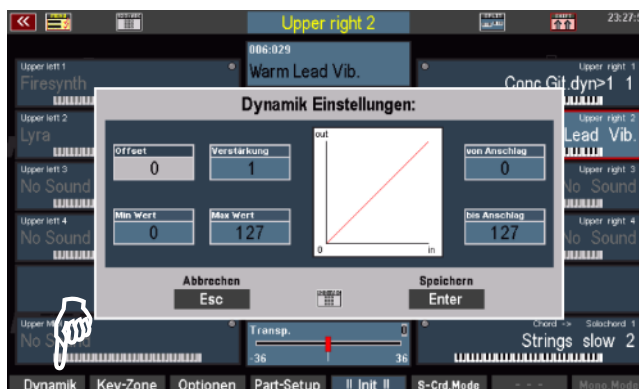 Upper right 2
23:27:
006:029
Warm Lead Vib.
Upper left 1
Firesynth
Upper right 1
Conc.Git.dyn>1 1
Upper left 2
Lyra
Upper right 2
Lead Vib.
Upper left 3
No Sound
Upper right 3
No Sound
Upper left 4
No Sound
Upper right 4
No Sound
Dynamik Einstellungen:
Offset
0
Verstärkung
1
out
0
in
von Anschlag
0
Min Wert
0
Max Wert
127
bis Anschlag
127
Abbrechen
Esc
Speichern
Enter
No
Transp.
0
-36
36
Chord -> Solochord 1
Strings slow 2
Dynamik Key-Zone Optionen Part-Setup !! Init !! S-Crd.Mode - - - Mono Mode